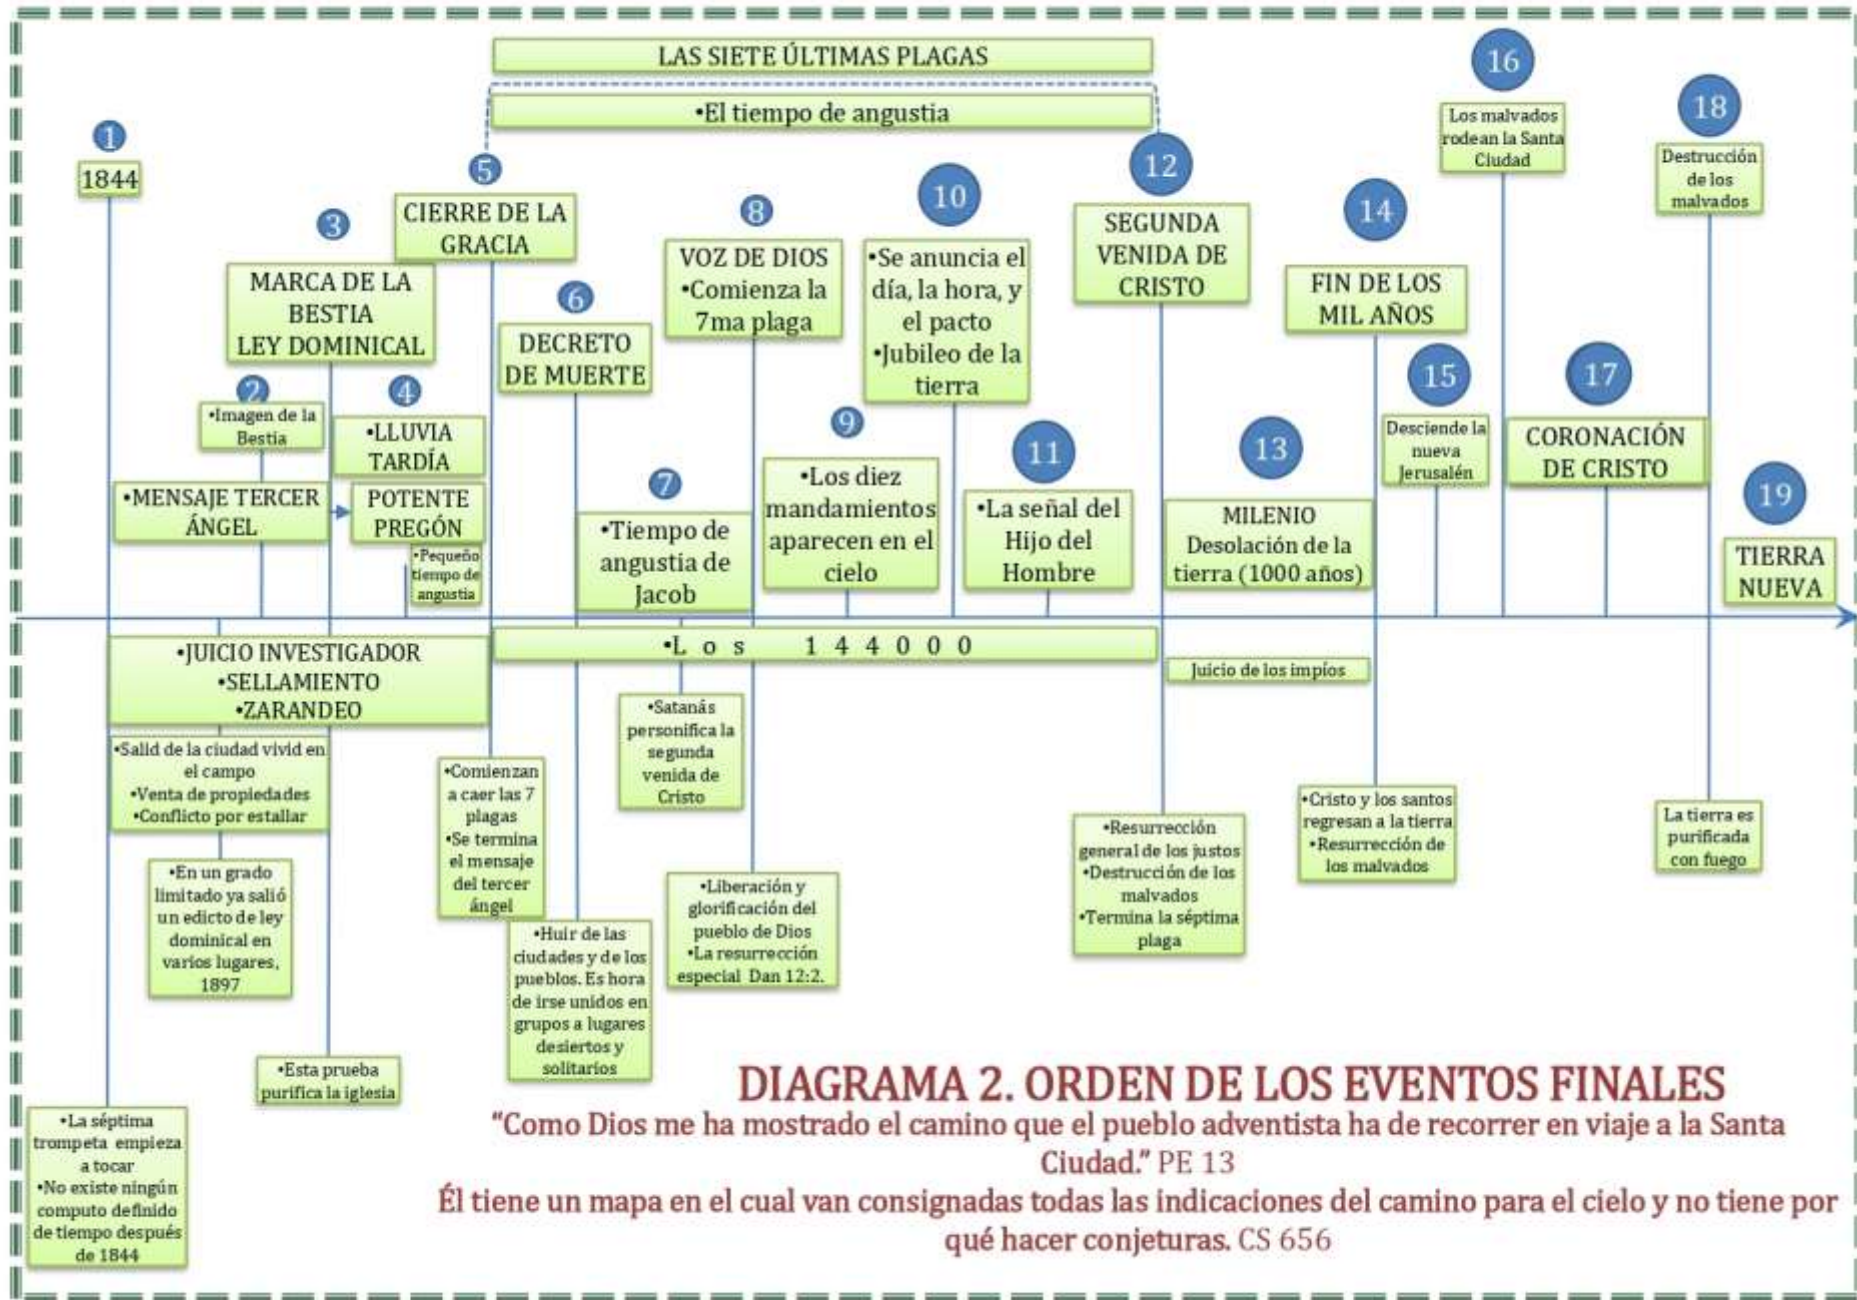 LAS SIETE ÚLTIMAS PLAGAS
•El tiempo de angustia
1
1844
2
•Imagen de la
Bestia
•MENSAJE TERCER
ÁNGEL
3
MARCA DE LA
BESTIA
LEY DOMINICAL
4
•LLUVIA
TARDÍA
POTENTE
PREGÓN
•Pequeño
tiempo de
angustia
5
CIERRE DE LA
GRACIA
6
DECRETO
DE MUERTE
7
•Tiempo de
angustia de
Jacob
8
VOZ DE DIOS
•Comienza la
7ma plaga
9
•Los diez
mandamientos
aparecen en el
cielo
10
•Se anuncia el
día, la hora, y
el pacto
•Jubileo de la
tierra
11
•La señal del
Hijo del
Hombre
12
SEGUNDA
VENIDA DE
CRISTO
13
MILENIO
Desolación de la
tierra (1000 años)
14
FIN DE LOS
MIL AÑOS
15
Desciende la
nueva
Jerusalén
16
Los malvados
rodean la Santa
Ciudad
17
CORONACIÓN
DE CRISTO
18
Destrucción
de los
malvados
19
TIERRA
NUEVA
•JUICIO INVESTIGADOR
•SELLAMIENTO
•ZARANDEO
•Los 144000
Juicio de los impíos
•Salid de la ciudad vivid en
el campo
•Venta de propiedades
•Conflicto por estallar
•En un grado
limitado ya salió
un edicto de ley
dominical en
varios lugares,
1897
•Esta prueba
purifica la iglesia
•La séptima
trompeta empieza
a tocar
•No existe ningún
computo definido
de tiempo después
de 1844
•Comienzan
a caer las 7
plagas
•Se termina
el mensaje
del tercer
ángel
•Huir de las
ciudades y de los
pueblos. Es hora
de irse unidos en
grupos a lugares
desiertos y
solitarios
•Satanás
personifica la
segunda
venida de
Cristo
•Liberación y
glorificación del
pueblo de Dios
•La resurrección
especial Dan 12:2.
•Resurrección
general de los justos
•Destrucción de los
malvados
•Termina la séptima
plaga
•Cristo y los santos
regresan a la tierra
•Resurrección de
los malvados
La tierra es
purificada
con fuego
DIAGRAMA 2. ORDEN DE LOS EVENTOS FINALES
“Como Dios me ha mostrado el camino que el pueblo adventista ha de recorrer en viaje a la Santa
Ciudad.” PE 13
Él tiene un mapa en el cual van consignadas todas las indicaciones del camino para el cielo y no tiene por
qué hacer conjeturas. CS 656